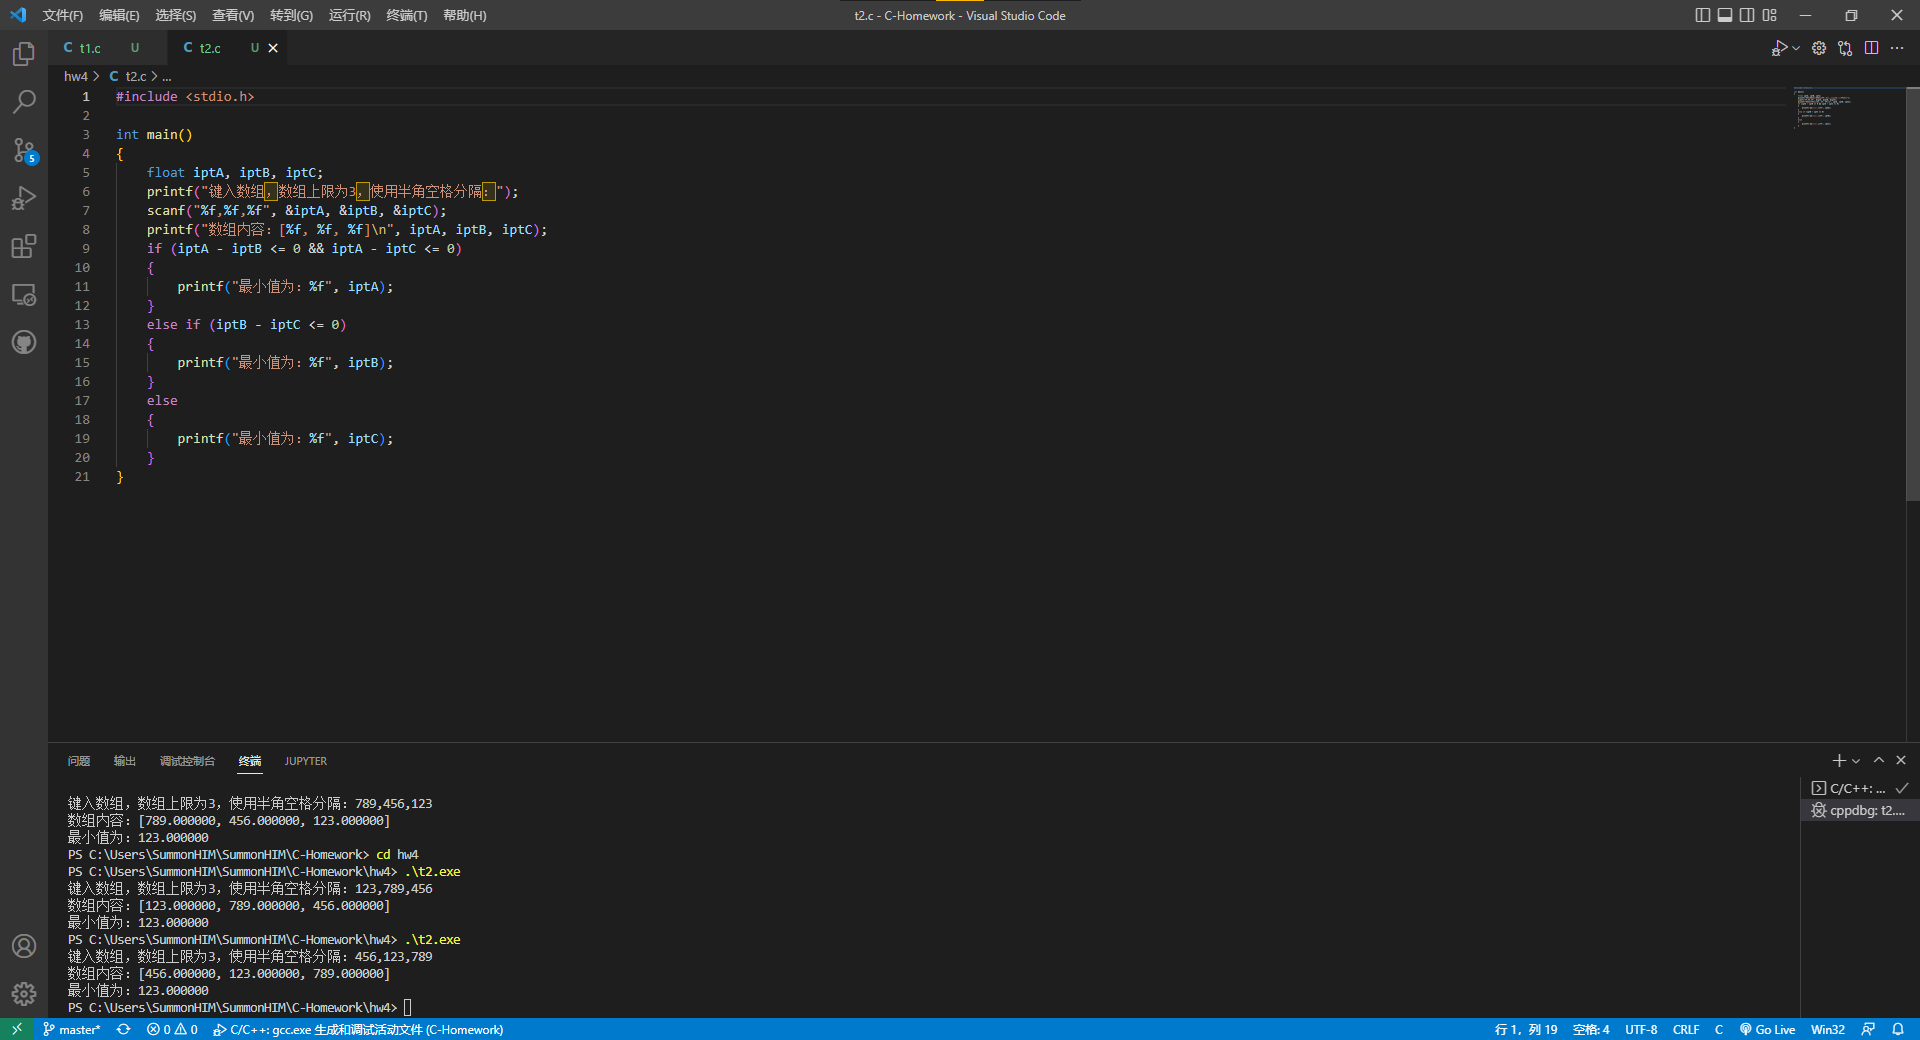 文件(F) 编辑(E) 选择(S) 查看(V) 转到(G) 运行(R) 终端(T) 帮助(H) t2.c - C-Homework - Visual Studio Code
C t1.c U C t2.c U
hw4 > C t2.c > ...
1 #include <stdio.h>
2
3 int main()
4 {
5 float iptA, iptB, iptC;
6 printf("键入数组，数组上限为3，使用半角空格分隔：");
7 scanf("%f,%f,%f", &iptA, &iptB, &iptC);
8 printf("数组内容：[%f, %f, %f]\n", iptA, iptB, iptC);
9 if (iptA - iptB <= 0 && iptA - iptC <= 0)
10 {
11 printf("最小值为：%f", iptA);
12 }
13 else if (iptB - iptC <= 0)
14 {
15 printf("最小值为：%f", iptB);
16 }
17 else
18 {
19 printf("最小值为：%f", iptC);
20 }
21 }
问题 输出 调试控制台 终端 JUPYTER
键入数组，数组上限为3，使用半角空格分隔：789,456,123
数组内容：[789.000000, 456.000000, 123.000000]
最小值为：123.000000
PS C:\Users\SummonHIM\SummonHIM\C-Homework> cd hw4
PS C:\Users\SummonHIM\SummonHIM\C-Homework\hw4> .\t2.exe
键入数组，数组上限为3，使用半角空格分隔：123,789,456
数组内容：[123.000000, 789.000000, 456.000000]
最小值为：123.000000
PS C:\Users\SummonHIM\SummonHIM\C-Homework\hw4> .\t2.exe
键入数组，数组上限为3，使用半角空格分隔：456,123,789
数组内容：[456.000000, 123.000000, 789.000000]
最小值为：123.000000
PS C:\Users\SummonHIM\SummonHIM\C-Homework\hw4>
C/C++: ...
cppdbg: t2....
5
master* 0 0 C/C++: gcc.exe 生成和调试活动文件 (C-Homework) 行 1，列 19 空格: 4 UTF-8 CRLF C Go Live Win32